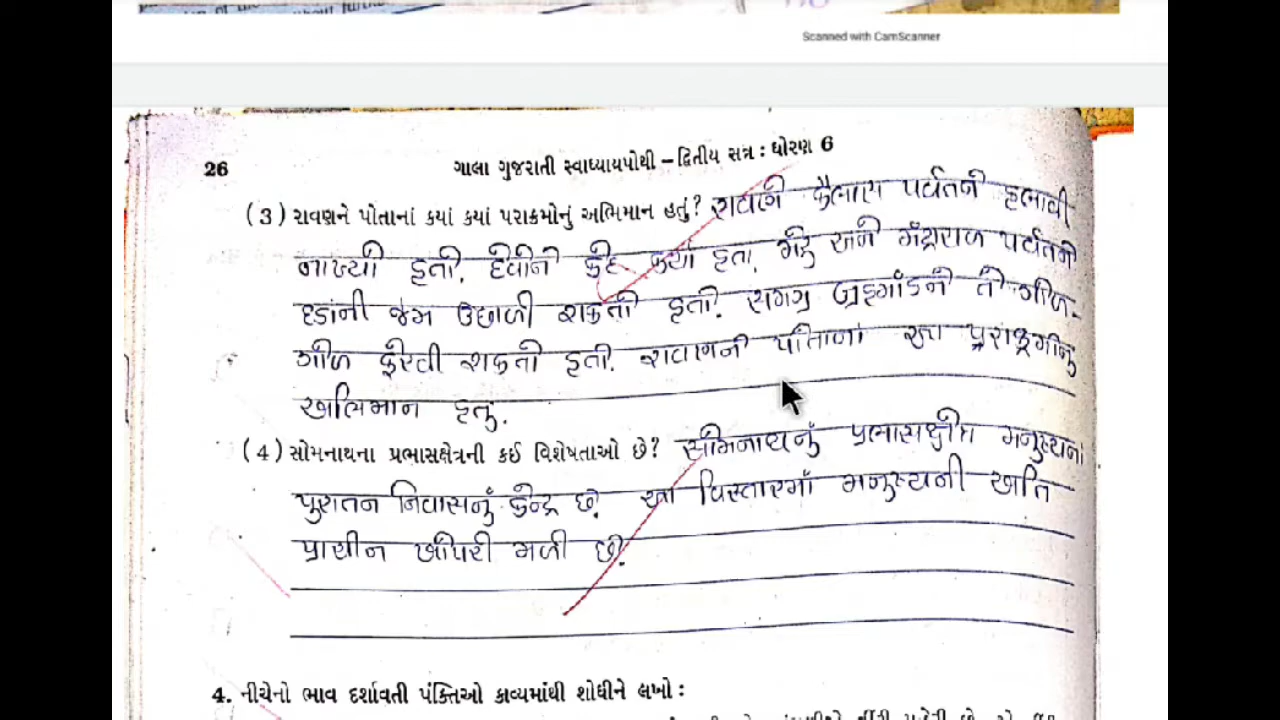 Scanned with CamScanner
26
ગાલા ગુજરાતી સ્વાધ્યાયપોથી – દ્વિતીય સત્ર : ધોરણ 6
(3) રાવણને પોતાનાં કયાં કયાં પરાક્રમોનું અભિમાન હતું? રાવણે કૈલાસ પર્વતને હલાવી
નાખ્યો હતો. દેવોને કેદ કર્યા હતા. મેરુ અને પર્વતને
દડાની જેમ ઉછાળી શકતો હતો. સમગ્ર બ્રહ્માંડને તે ગોળ-
ગોળ ફેરવી શકતો હતો. રાવણને પોતાના આ પરાક્રમોનું
અભિમાન હતું.
(4) સોમનાથના પ્રભાસક્ષેત્રની કઈ વિશેષતાઓ છે? સોમનાથનું પ્રભાસક્ષેત્ર મનુષ્યના
પુરાતન નિવાસનું કેન્દ્ર છે. આ વિસ્તારમાં મનુષ્યની અતિ
પ્રાચીન ખોપરી મળી છે.
4. નીચેનો ભાવ દર્શાવતી પંક્તિઓ કાવ્યમાંથી શોધીને લખો :